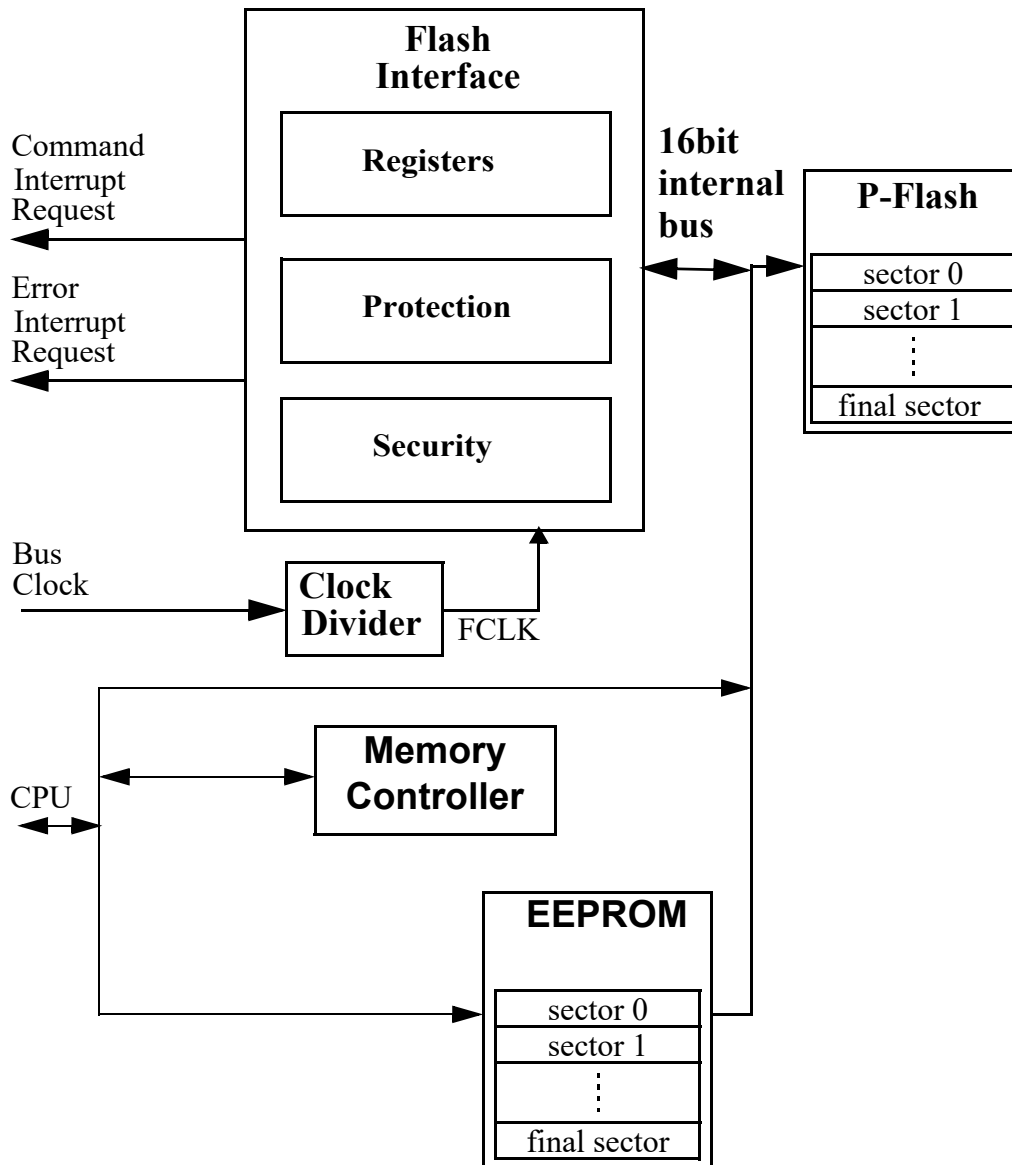 Flash
Interface
Registers
Protection
Security
Command
Interrupt
Request
Error
Interrupt
Request
16bit
internal
bus
P-Flash
sector 0
sector 1
final sector
Bus
Clock
Clock
Divider
FCLK
Memory
Controller
CPU
EEPROM
sector 0
sector 1
final sector